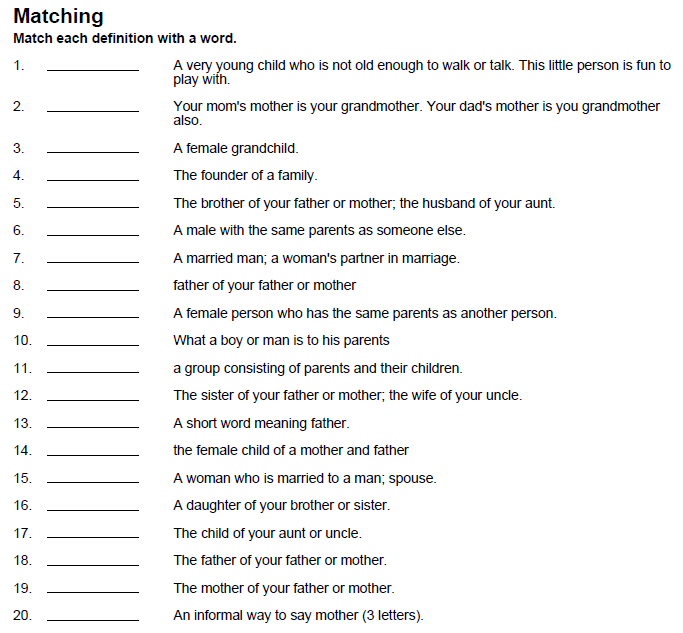 Matching
Match each definition with a word.
1. ____________ A very young child who is not old enough to walk or talk. This little person is fun to
play with.
2. ____________ Your mom's mother is your grandmother. Your dad's mother is you grandmother
also.
3. ____________ A female grandchild.
4. ____________ The founder of a family.
5. ____________ The brother of your father or mother; the husband of your aunt.
6. ____________ A male with the same parents as someone else.
7. ____________ A married man; a woman's partner in marriage.
8. ____________ father of your father or mother
9. ____________ A female person who has the same parents as another person.
10. ____________ What a boy or man is to his parents
11. ____________ a group consisting of parents and their children.
12. ____________ The sister of your father or mother; the wife of your uncle.
13. ____________ A short word meaning father.
14. ____________ the female child of a mother and father
15. ____________ A woman who is married to a man; spouse.
16. ____________ A daughter of your brother or sister.
17. ____________ The child of your aunt or uncle.
18. ____________ The father of your father or mother.
19. ____________ The mother of your father or mother.
20. ____________ An informal way to say mother (3 letters).